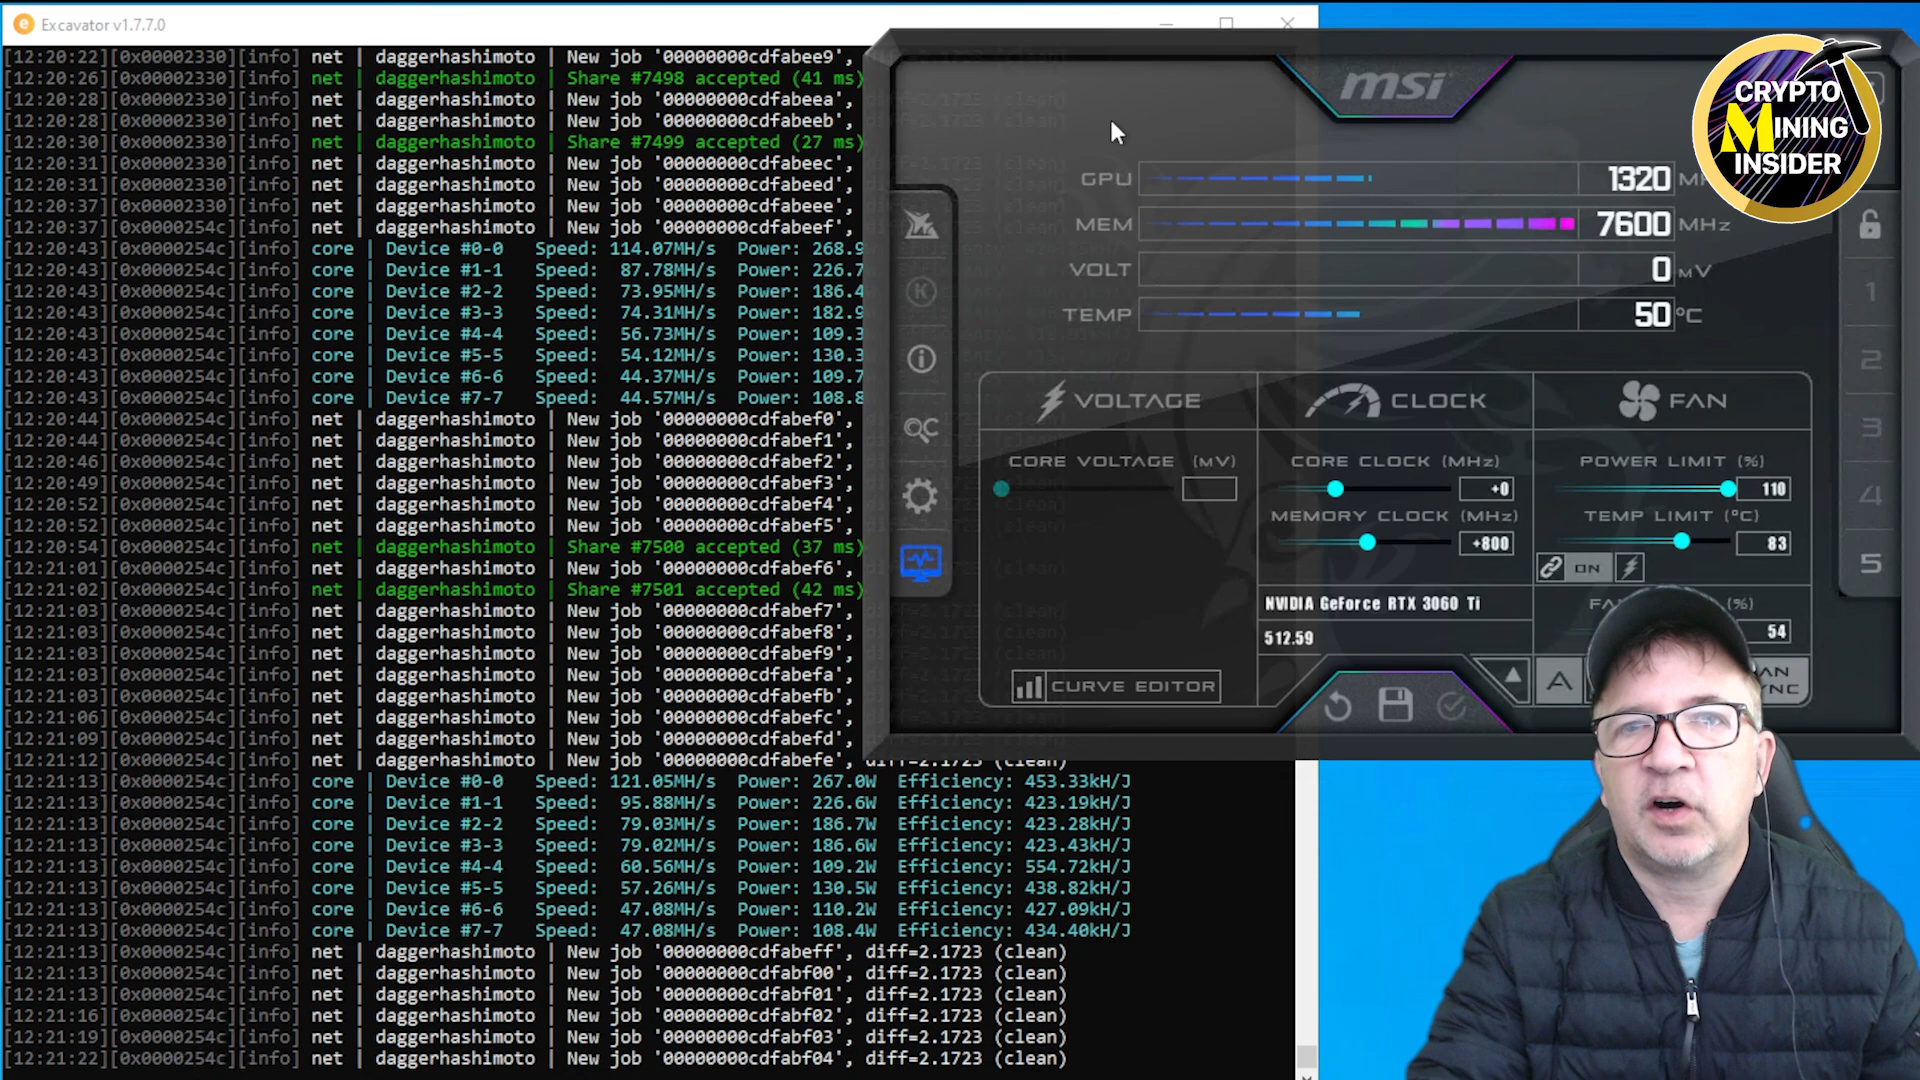 Excavator v1.7.7.0
[12:20:22][0x00002330][info] net | daggerhashimoto | New job '00000000cdfabee9',
[12:20:26][0x00002330][info] net | daggerhashimoto | Share #7498 accepted (41 ms)
[12:20:28][0x00002330][info] net | daggerhashimoto | New job '00000000cdfabeea',
[12:20:28][0x00002330][info] net | daggerhashimoto | New job '00000000cdfabeeb',
[12:20:30][0x00002330][info] net | daggerhashimoto | Share #7499 accepted (27 ms)
[12:20:31][0x00002330][info] net | daggerhashimoto | New job '00000000cdfabeec',
[12:20:31][0x00002330][info] net | daggerhashimoto | New job '00000000cdfabeed',
[12:20:37][0x00002330][info] net | daggerhashimoto | New job '00000000cdfabeee',
[12:20:37][0x00002330][info] net | daggerhashimoto | New job '00000000cdfabeef',
[12:20:43][0x0000254c][info] core | Device #0-0 Speed: 114.07MH/s Power: 268.9
[12:20:43][0x0000254c][info] core | Device #1-1 Speed: 87.78MH/s Power: 226.7
[12:20:43][0x0000254c][info] core | Device #2-2 Speed: 73.95MH/s Power: 186.4
[12:20:43][0x0000254c][info] core | Device #3-3 Speed: 74.31MH/s Power: 182.9
[12:20:43][0x0000254c][info] core | Device #4-4 Speed: 56.73MH/s Power: 109.3
[12:20:43][0x0000254c][info] core | Device #5-5 Speed: 54.12MH/s Power: 130.3
[12:20:43][0x0000254c][info] core | Device #6-6 Speed: 44.37MH/s Power: 109.7
[12:20:43][0x0000254c][info] core | Device #7-7 Speed: 44.57MH/s Power: 108.8
[12:20:44][0x0000254c][info] net | daggerhashimoto | New job '00000000cdfabef0',
[12:20:44][0x0000254c][info] net | daggerhashimoto | New job '00000000cdfabef1',
[12:20:46][0x0000254c][info] net | daggerhashimoto | New job '00000000cdfabef2',
[12:20:49][0x0000254c][info] net | daggerhashimoto | New job '00000000cdfabef3',
[12:20:52][0x0000254c][info] net | daggerhashimoto | New job '00000000cdfabef4',
[12:20:52][0x0000254c][info] net | daggerhashimoto | New job '00000000cdfabef5',
[12:20:54][0x0000254c][info] net | daggerhashimoto | Share #7500 accepted (37 ms)
[12:21:01][0x0000254c][info] net | daggerhashimoto | New job '00000000cdfabef6',
[12:21:02][0x0000254c][info] net | daggerhashimoto | Share #7501 accepted (42 ms)
[12:21:03][0x0000254c][info] net | daggerhashimoto | New job '00000000cdfabef7',
[12:21:03][0x0000254c][info] net | daggerhashimoto | New job '00000000cdfabef8',
[12:21:03][0x0000254c][info] net | daggerhashimoto | New job '00000000cdfabef9',
[12:21:03][0x0000254c][info] net | daggerhashimoto | New job '00000000cdfabefa',
[12:21:03][0x0000254c][info] net | daggerhashimoto | New job '00000000cdfabefb',
[12:21:06][0x0000254c][info] net | daggerhashimoto | New job '00000000cdfabefc',
[12:21:09][0x0000254c][info] net | daggerhashimoto | New job '00000000cdfabefd',
[12:21:12][0x0000254c][info] net | daggerhashimoto | New job '00000000cdfabefe', diff=2.1723 (clean)
[12:21:13][0x0000254c][info] core | Device #0-0 Speed: 121.05MH/s Power: 267.0W Efficiency: 453.33kH/J
[12:21:13][0x0000254c][info] core | Device #1-1 Speed: 95.88MH/s Power: 226.6W Efficiency: 423.19kH/J
[12:21:13][0x0000254c][info] core | Device #2-2 Speed: 79.03MH/s Power: 186.7W Efficiency: 423.28kH/J
[12:21:13][0x0000254c][info] core | Device #3-3 Speed: 79.02MH/s Power: 186.6W Efficiency: 423.43kH/J
[12:21:13][0x0000254c][info] core | Device #4-4 Speed: 60.56MH/s Power: 109.2W Efficiency: 554.72kH/J
[12:21:13][0x0000254c][info] core | Device #5-5 Speed: 57.26MH/s Power: 130.5W Efficiency: 438.82kH/J
[12:21:13][0x0000254c][info] core | Device #6-6 Speed: 47.08MH/s Power: 110.2W Efficiency: 427.09kH/J
[12:21:13][0x0000254c][info] core | Device #7-7 Speed: 47.08MH/s Power: 108.4W Efficiency: 434.40kH/J
[12:21:13][0x0000254c][info] net | daggerhashimoto | New job '00000000cdfabeff', diff=2.1723 (clean)
[12:21:13][0x0000254c][info] net | daggerhashimoto | New job '00000000cdfabf00', diff=2.1723 (clean)
[12:21:13][0x0000254c][info] net | daggerhashimoto | New job '00000000cdfabf01', diff=2.1723 (clean)
[12:21:16][0x0000254c][info] net | daggerhashimoto | New job '00000000cdfabf02', diff=2.1723 (clean)
[12:21:19][0x0000254c][info] net | daggerhashimoto | New job '00000000cdfabf03', diff=2.1723 (clean)
[12:21:22][0x0000254c][info] net | daggerhashimoto | New job '00000000cdfabf04', diff=2.1723 (clean)
msi
GPU 1320
MEM 7600 MHz
VOLT 0 mV
TEMP 50 °C
K
OC
1
2
3
4
5
VOLTAGE
CORE VOLTAGE (MV)
CURVE EDITOR
CLOCK
CORE CLOCK (MHz)
+0
MEMORY CLOCK (MHz)
+800
NVIDIA GeForce RTX 3060 Ti
512.59
FAN
POWER LIMIT (%)
110
TEMP LIMIT (°C)
83
ON
(%)
54
A
CRYPTO
MINING
INSIDER